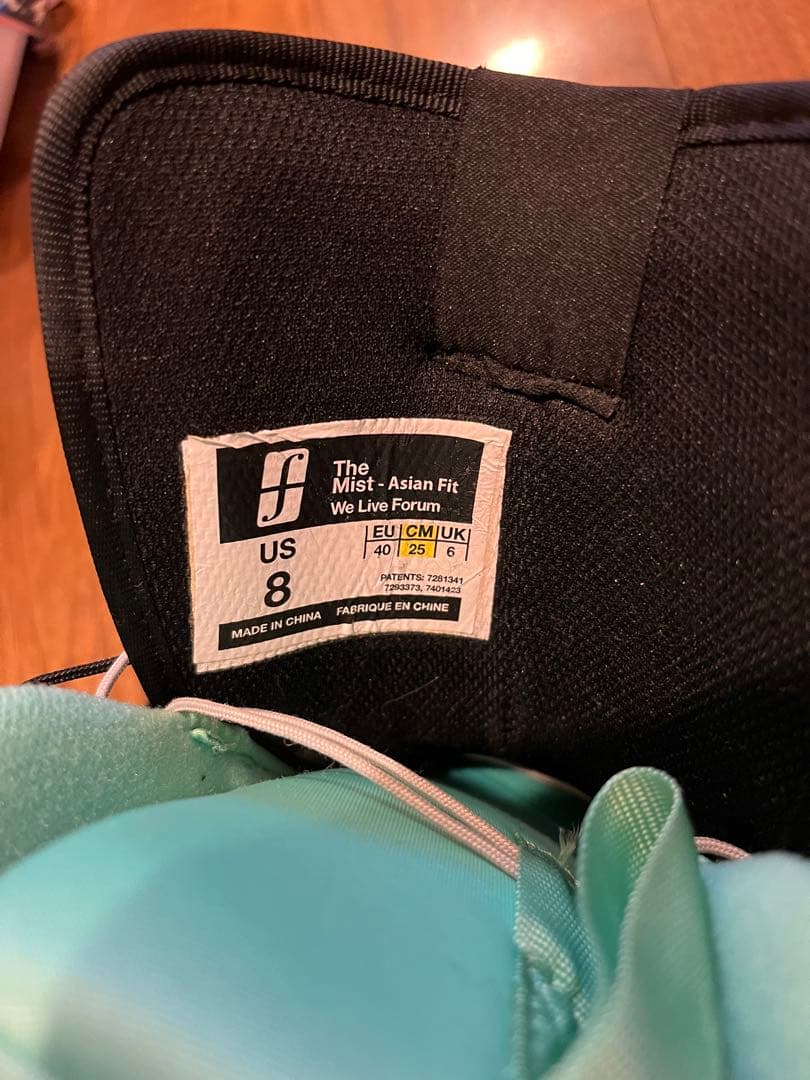 The
Mist - Asian Fit
We Live Forum
US
8
EU CM UK
40 25 6
PATENTS: 7281341
7293373, 7401423
MADE IN CHINA FABRIQUE EN CHINE